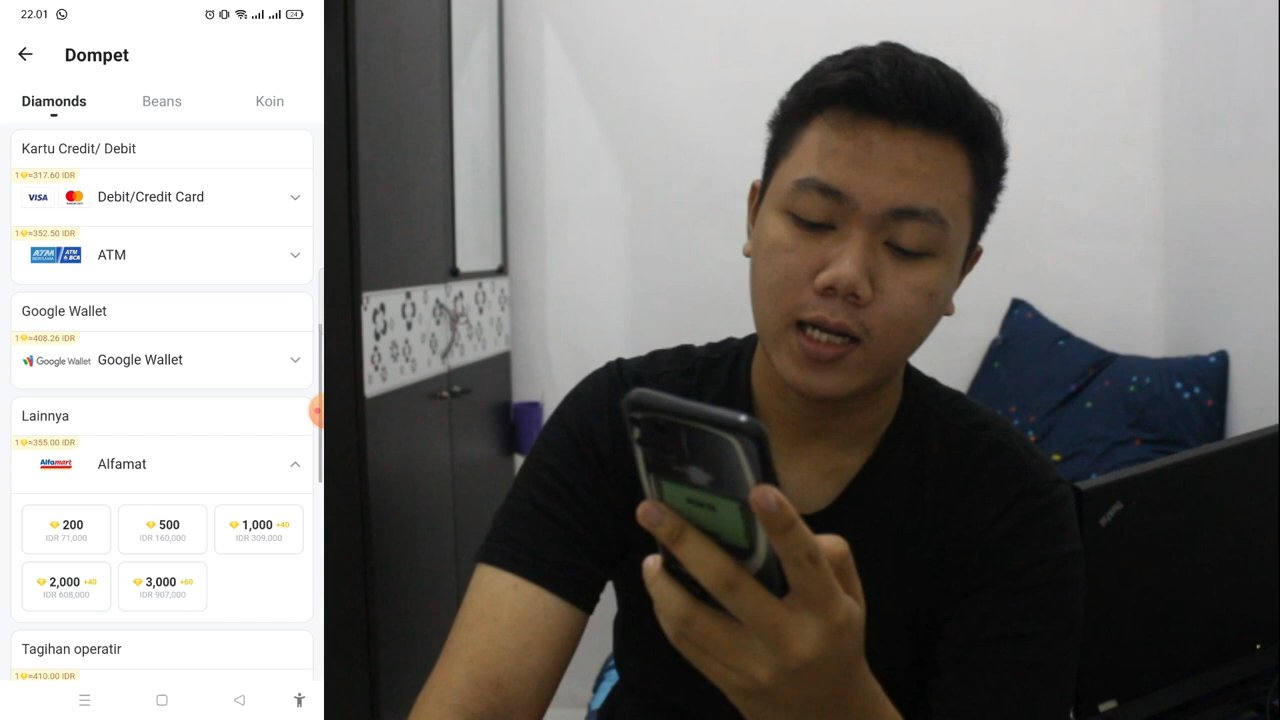 22.01
24
Dompet
Diamonds Beans Koin
Kartu Credit/ Debit
1=317.60 IDR
VISA Debit/Credit Card
1=352.50 IDR
ATM ATM BCA ATM
Google Wallet
1=408.26 IDR
Google Wallet Google Wallet
Lainnya
1=355.00 IDR
Alfamart Alfamat
200 500 1,000 +40
IDR 71,000 IDR 160,000 IDR 309,000
2,000 +40 3,000 +60
IDR 608,000 IDR 907,000
Tagihan operatir
1=410.00 IDR